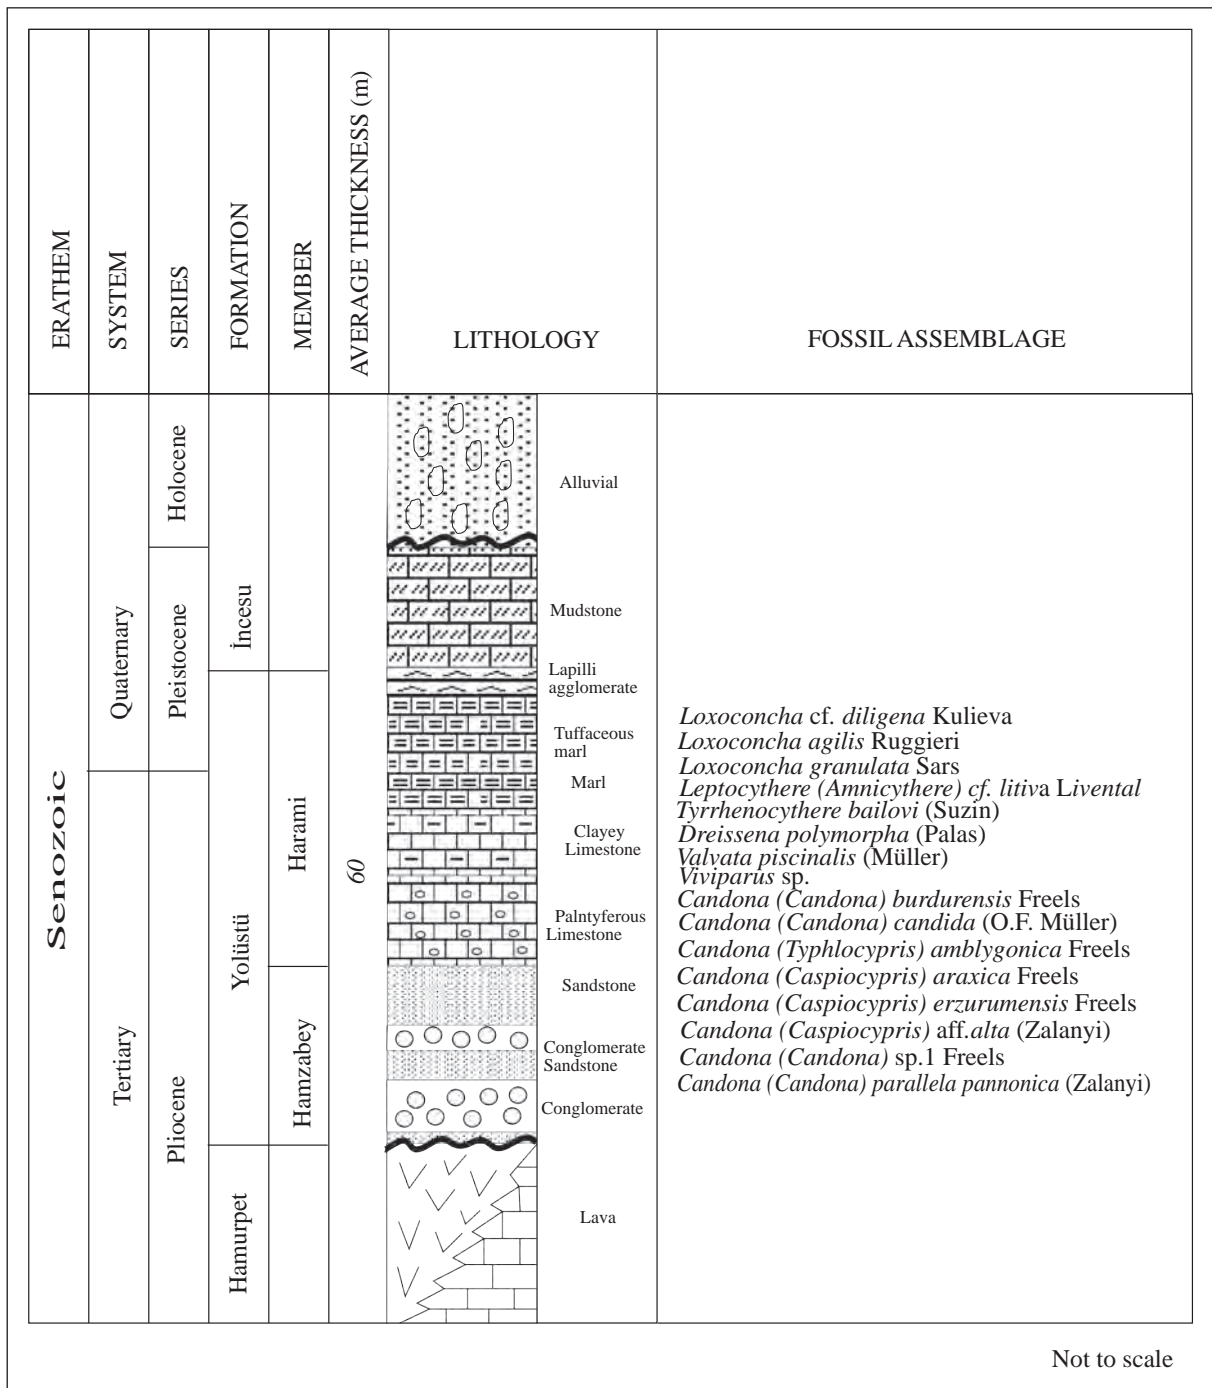 ERATHEM
SYSTEM
SERIES
FORMATION
MEMBER
AVERAGE THICKNESS (m)
LITHOLOGY
FOSSIL ASSEMBLAGE
Senozoic
Quaternary
Tertiary
Holocene
Pleistocene
Pliocene
İncesu
Yolüstü
Hamurpet
Harami
Hamzabey
60
Alluvial
Mudstone
Lapilli
agglomerate
Tuffaceous
marl
Marl
Clayey
Limestone
Palntyferous
Limestone
Sandstone
Conglomerate
Sandstone
Conglomerate
Lava
Loxoconcha cf. diligena Kulieva
Loxoconcha agilis Ruggieri
Loxoconcha granulata Sars
Leptocythere (Amnicythere) cf. litiva Livental
Tyrrhenocythere bailovi (Suzin)
Dreissena polymorpha (Palas)
Valvata piscinalis (Müller)
Viviparus sp.
Candona (Candona) burdurensis Freels
Candona (Candona) candida (O.F. Müller)
Candona (Typhlocypris) amblygonica Freels
Candona (Caspiocypris) araxica Freels
Candona (Caspiocypris) erzurumensis Freels
Candona (Caspiocypris) aff.alta (Zalanyi)
Candona (Candona) sp.1 Freels
Candona (Candona) parallela pannonica (Zalanyi)
Not to scale